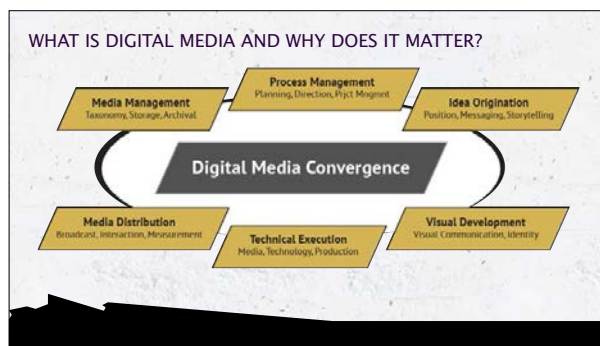 WHAT IS DIGITAL MEDIA AND WHY DOES IT MATTER?
Process Management
Planning, Direction, Prjct Mngmnt
Media Management
Taxonomy, Storage, Archival
Idea Origination
Position, Messaging, Storytelling
Digital Media Convergence
Media Distribution
Broadcast, Interaction, Measurement
Technical Execution
Media, Technology, Production
Visual Development
Visual Communication, Identity